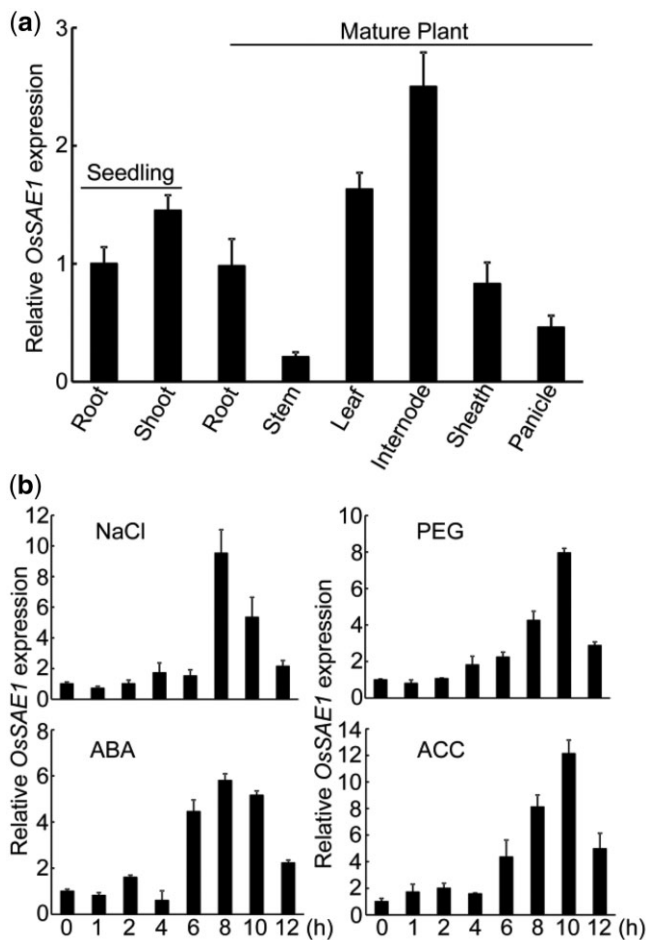 (a)
Mature Plant
Seedling
Relative OsSAE1 expression
3
2
1
0
Root Shoot Root Stem Leaf Internode Sheath Panicle
(b)
NaCl
12
10
8
6
4
2
0
PEG
10
8
6
4
2
0
Relative OsSAE1 expression
Relative OsSAE1 expression
ABA
8
6
4
2
0
0 1 2 4 6 8 10 12 (h)
ACC
14
12
10
8
6
4
2
0
0 1 2 4 6 8 10 12 (h)